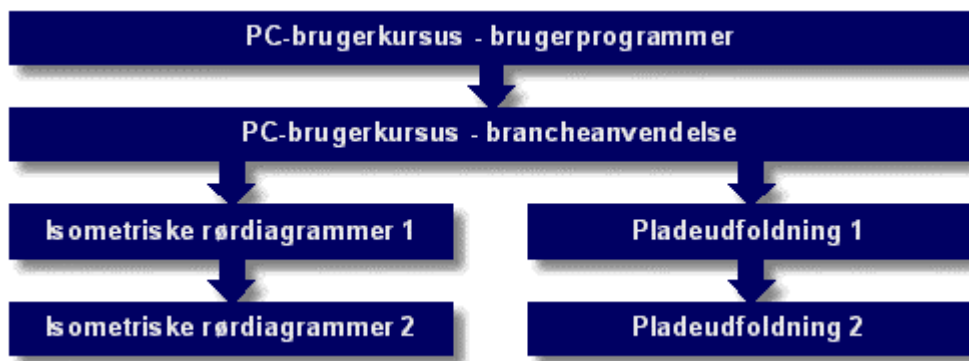 PC-brugerkursus - brugerprogrammer
PC-brugerkursus - brancheanvendelse
Isometriske rørdiagrammer 1
Pladeudfoldning 1
Isometriske rørdiagrammer 2
Pladeudfoldning 2